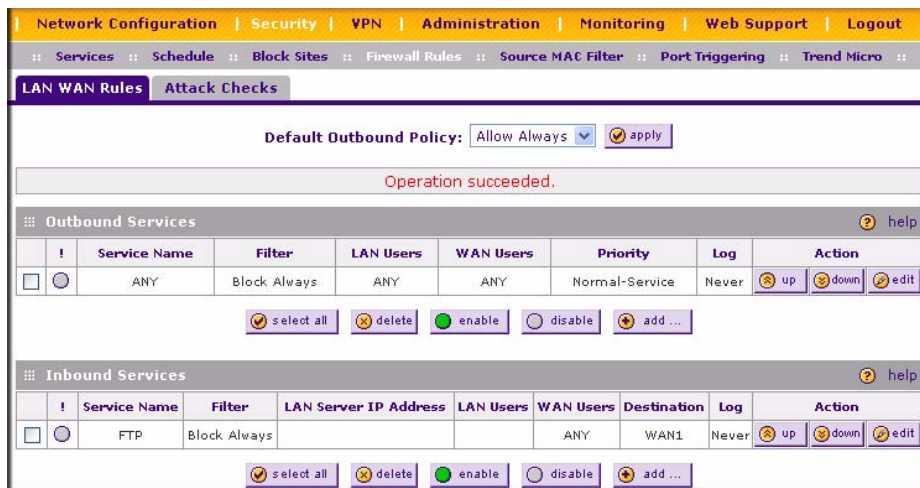 Network Configuration | Security | VPN | Administration | Monitoring | Web Support | Logout
:: Services :: Schedule :: Block Sites :: Firewall Rules :: Source MAC Filter :: Port Triggering :: Trend Micro ::
LAN WAN Rules Attack Checks
Default Outbound Policy: Allow Always apply
Operation succeeded.
Outbound Services ? help
! Service Name Filter LAN Users WAN Users Priority Log Action
ANY Block Always ANY ANY Normal-Service Never up down edit
select all delete enable disable add ...
Inbound Services ? help
! Service Name Filter LAN Server IP Address LAN Users WAN Users Destination Log Action
FTP Block Always ANY WAN1 Never up down edit
select all delete enable disable add ...